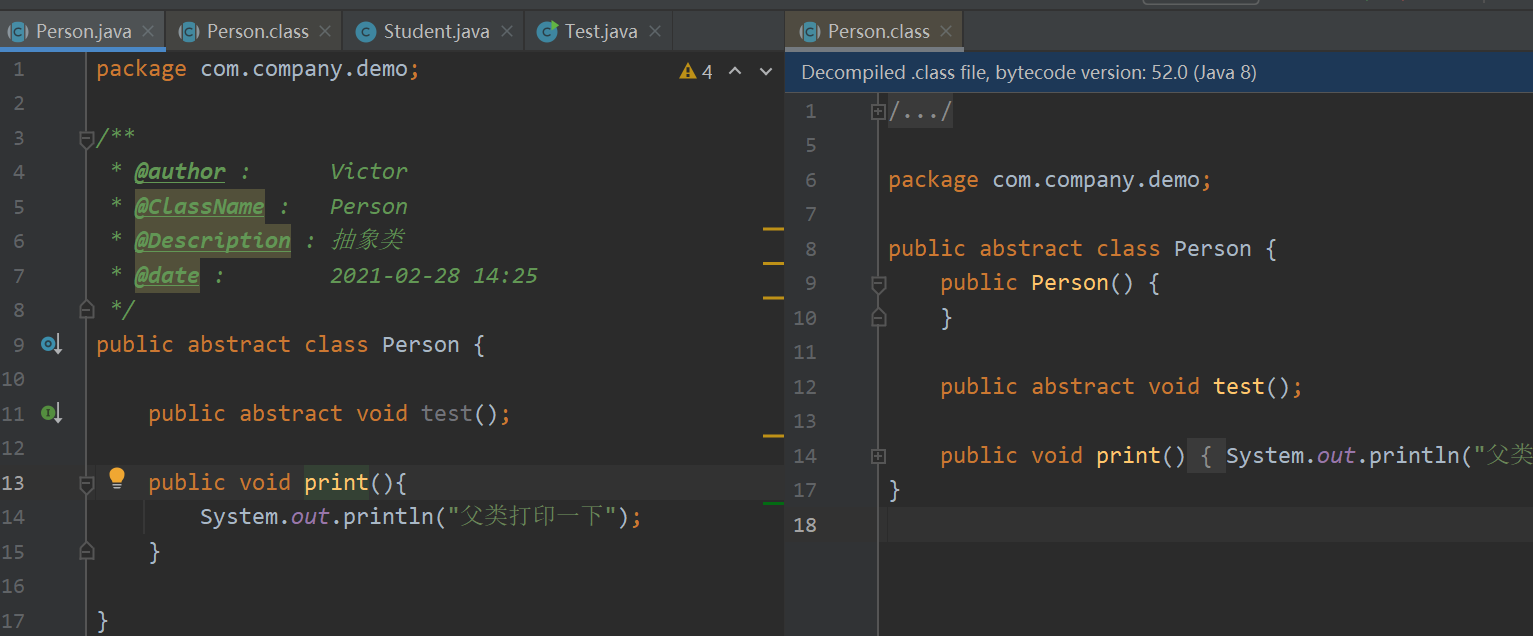 Person.java
Person.class
Student.java
Test.java
Person.class
1 package com.company.demo;
4
2
3 /**
4 * @author : Victor
5 * @ClassName : Person
6 * @Description : 抽象类
7 * @date : 2021-02-28 14:25
8 */
9 public abstract class Person {
10
11 public abstract void test();
12
13 public void print(){
14 System.out.println("父类打印一下");
15 }
16
17 }
Decompiled .class file, bytecode version: 52.0 (Java 8)
1 /.../
5
6 package com.company.demo;
7
8 public abstract class Person {
9 public Person() {
10 }
11
12 public abstract void test();
13
14 public void print() { System.out.println("父类
17 }
18